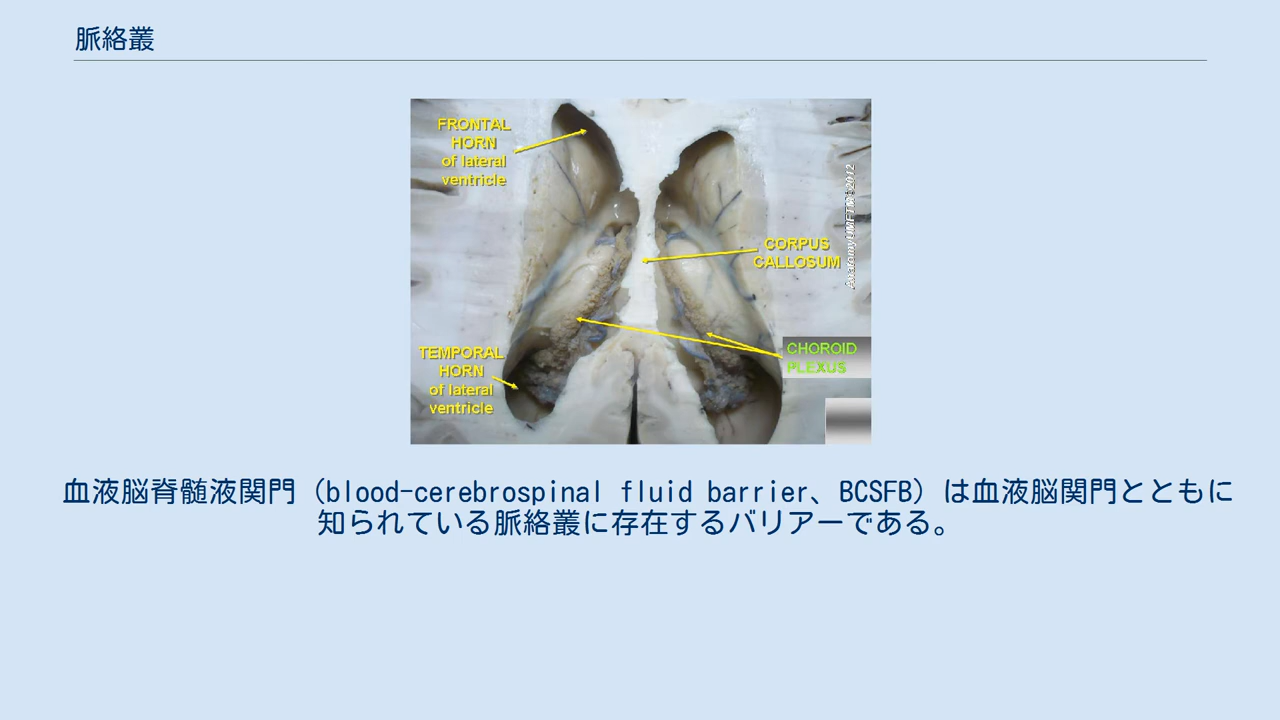 脈絡叢
FRONTAL
HORN
of lateral
ventricle
AnatomyUMFTM©2012
CORPUS
CALLOSUM
TEMPORAL
HORN
of lateral
ventricle
CHOROID
PLEXUS
血液脳脊髄液関門（blood-cerebrospinal fluid barrier、BCSFB）は血液脳関門とともに
知られている脈絡叢に存在するバリアーである。